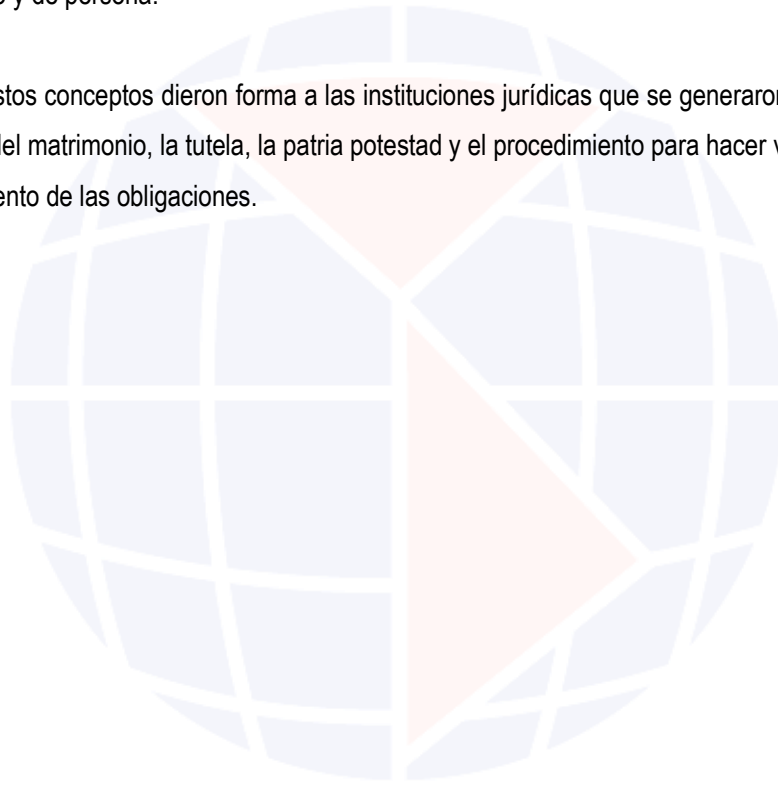 y de persona.
stos conceptos dieron forma a las instituciones jurídicas que se generaron
del matrimonio, la tutela, la patria potestad y el procedimiento para hacer v
ento de las obligaciones.